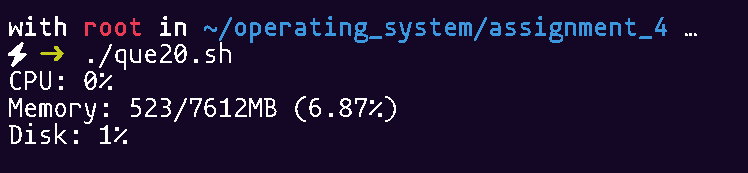 with root in ~/operating_system/assignment_4 …
⚡ → ./que20.sh
CPU: 0%
Memory: 523/7612MB (6.87%)
Disk: 1%